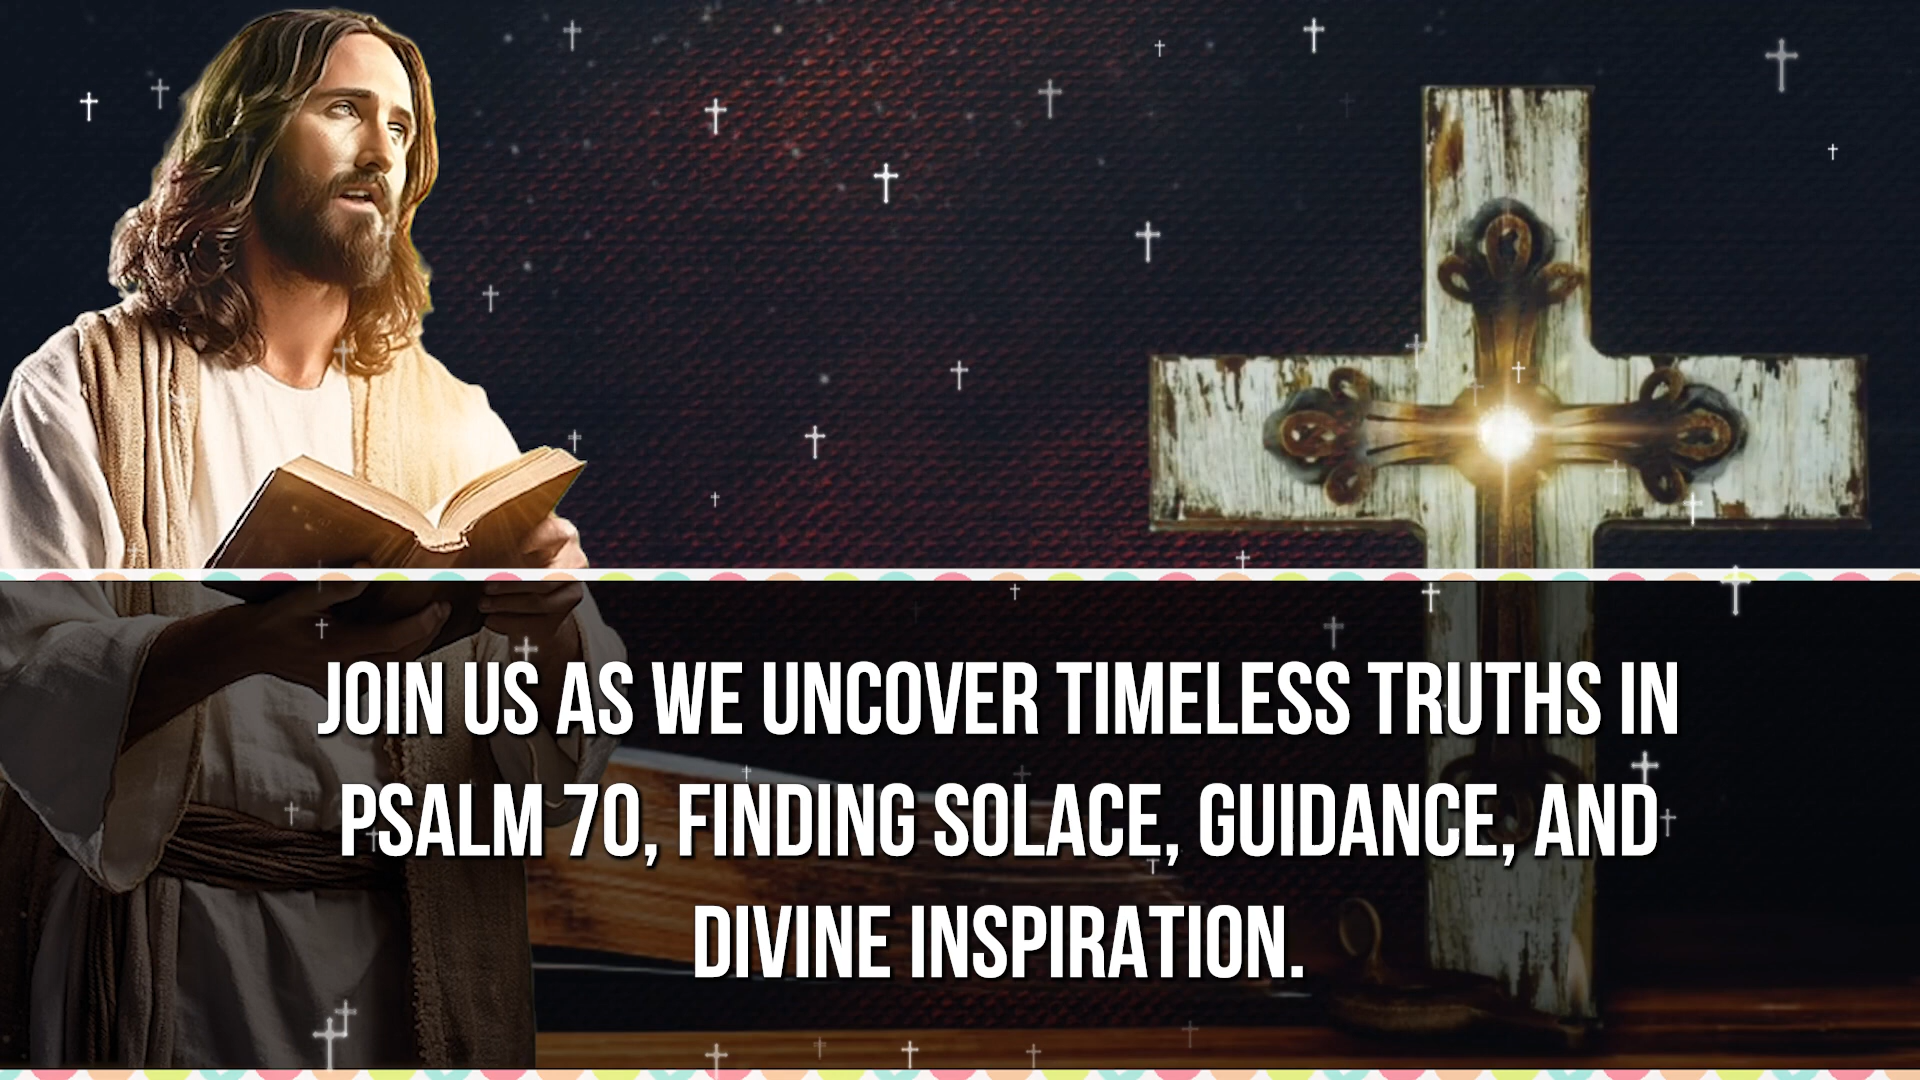 JOIN US AS WE UNCOVER TIMELESS TRUTHS IN
PSALM 70, FINDING SOLACE, GUIDANCE, AND
DIVINE INSPIRATION.